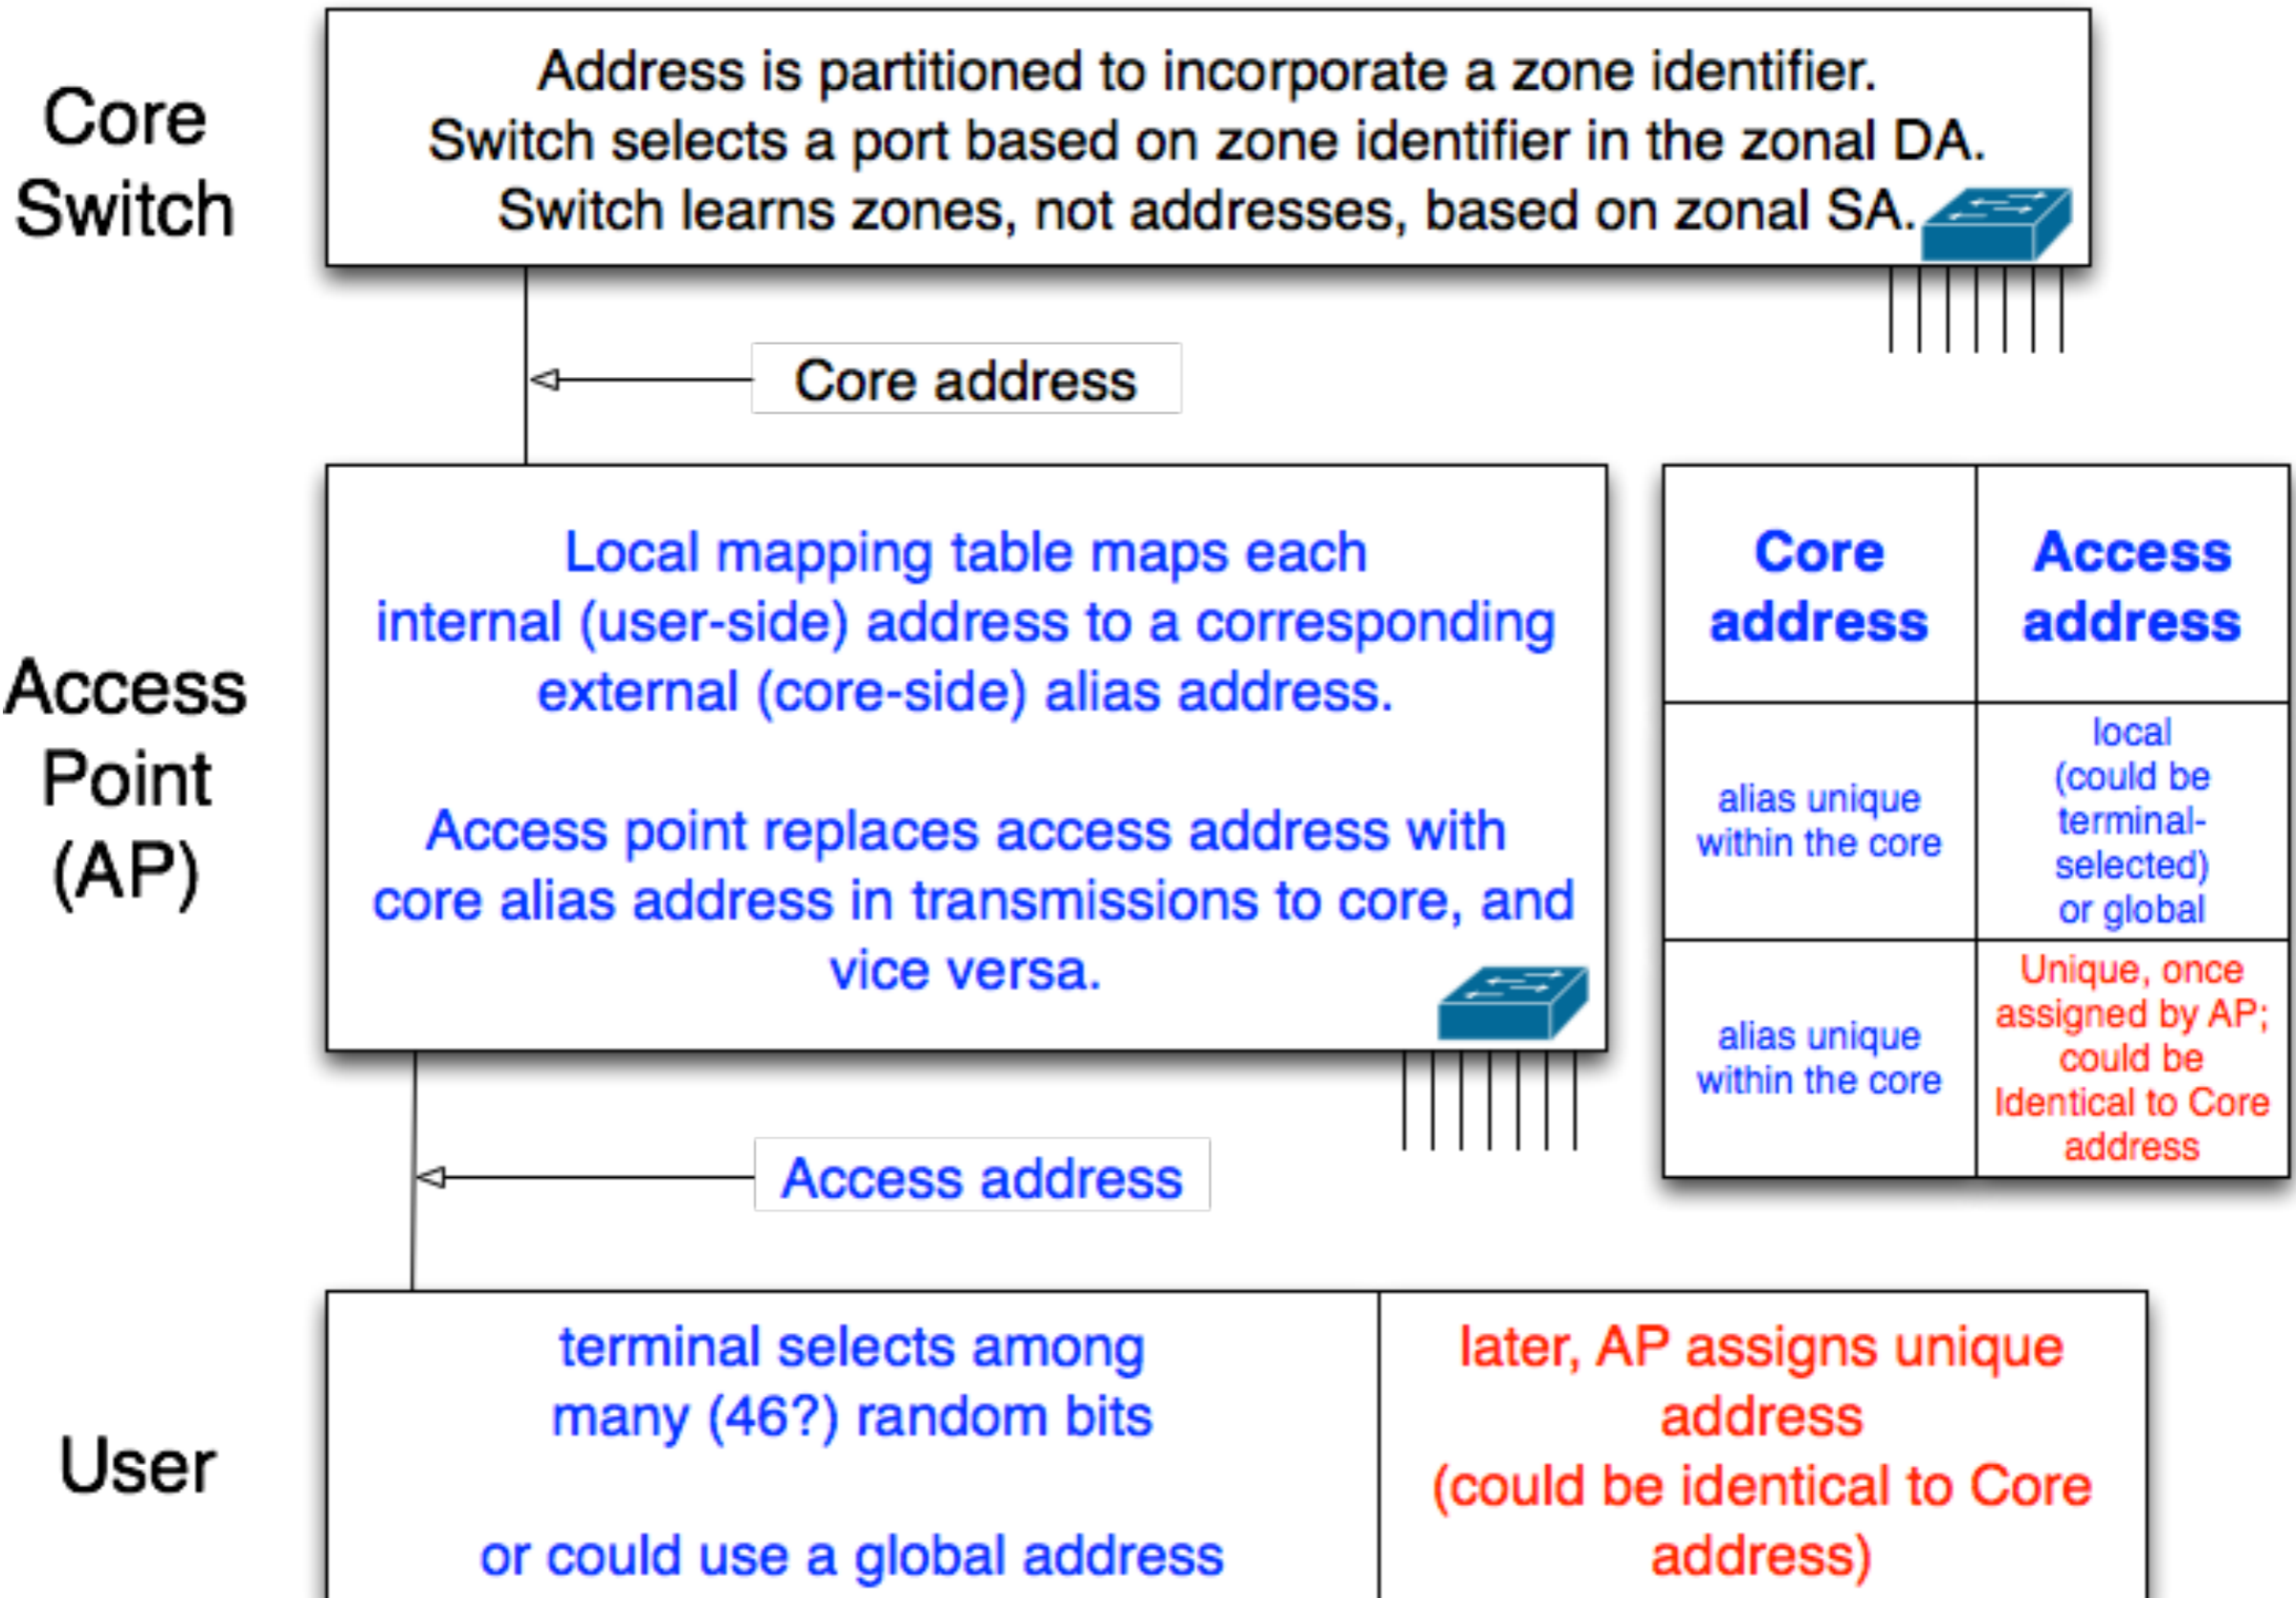 Core
Switch
Address is partitioned to incorporate a zone identifier.
Switch selects a port based on zone identifier in the zonal DA.
Switch learns zones, not addresses, based on zonal SA.
Core address
Access
Point
(AP)
Local mapping table maps each
internal (user-side) address to a corresponding
external (core-side) alias address.
Access point replaces access address with
core alias address in transmissions to core, and
vice versa.
Core
address
Access
address
alias unique
within the core
local
(could be
terminal-
selected)
or global
alias unique
within the core
Unique, once
assigned by AP;
could be
Identical to Core
address
Access address
User
terminal selects among
many (46?) random bits
or could use a global address
later, AP assigns unique
address
(could be identical to Core
address)